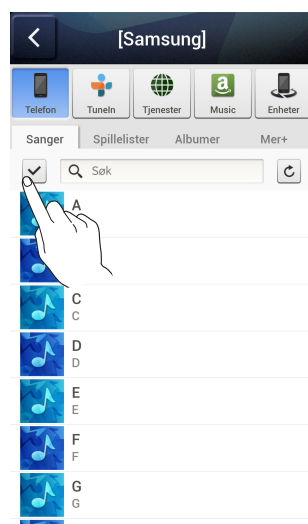 [Samsung]
Telefon TuneIn Tjenester Music Enheter
Sanger Spillelister Albumer Mer+
Søk
A
C
C
D
D
E
E
F
F
G
G